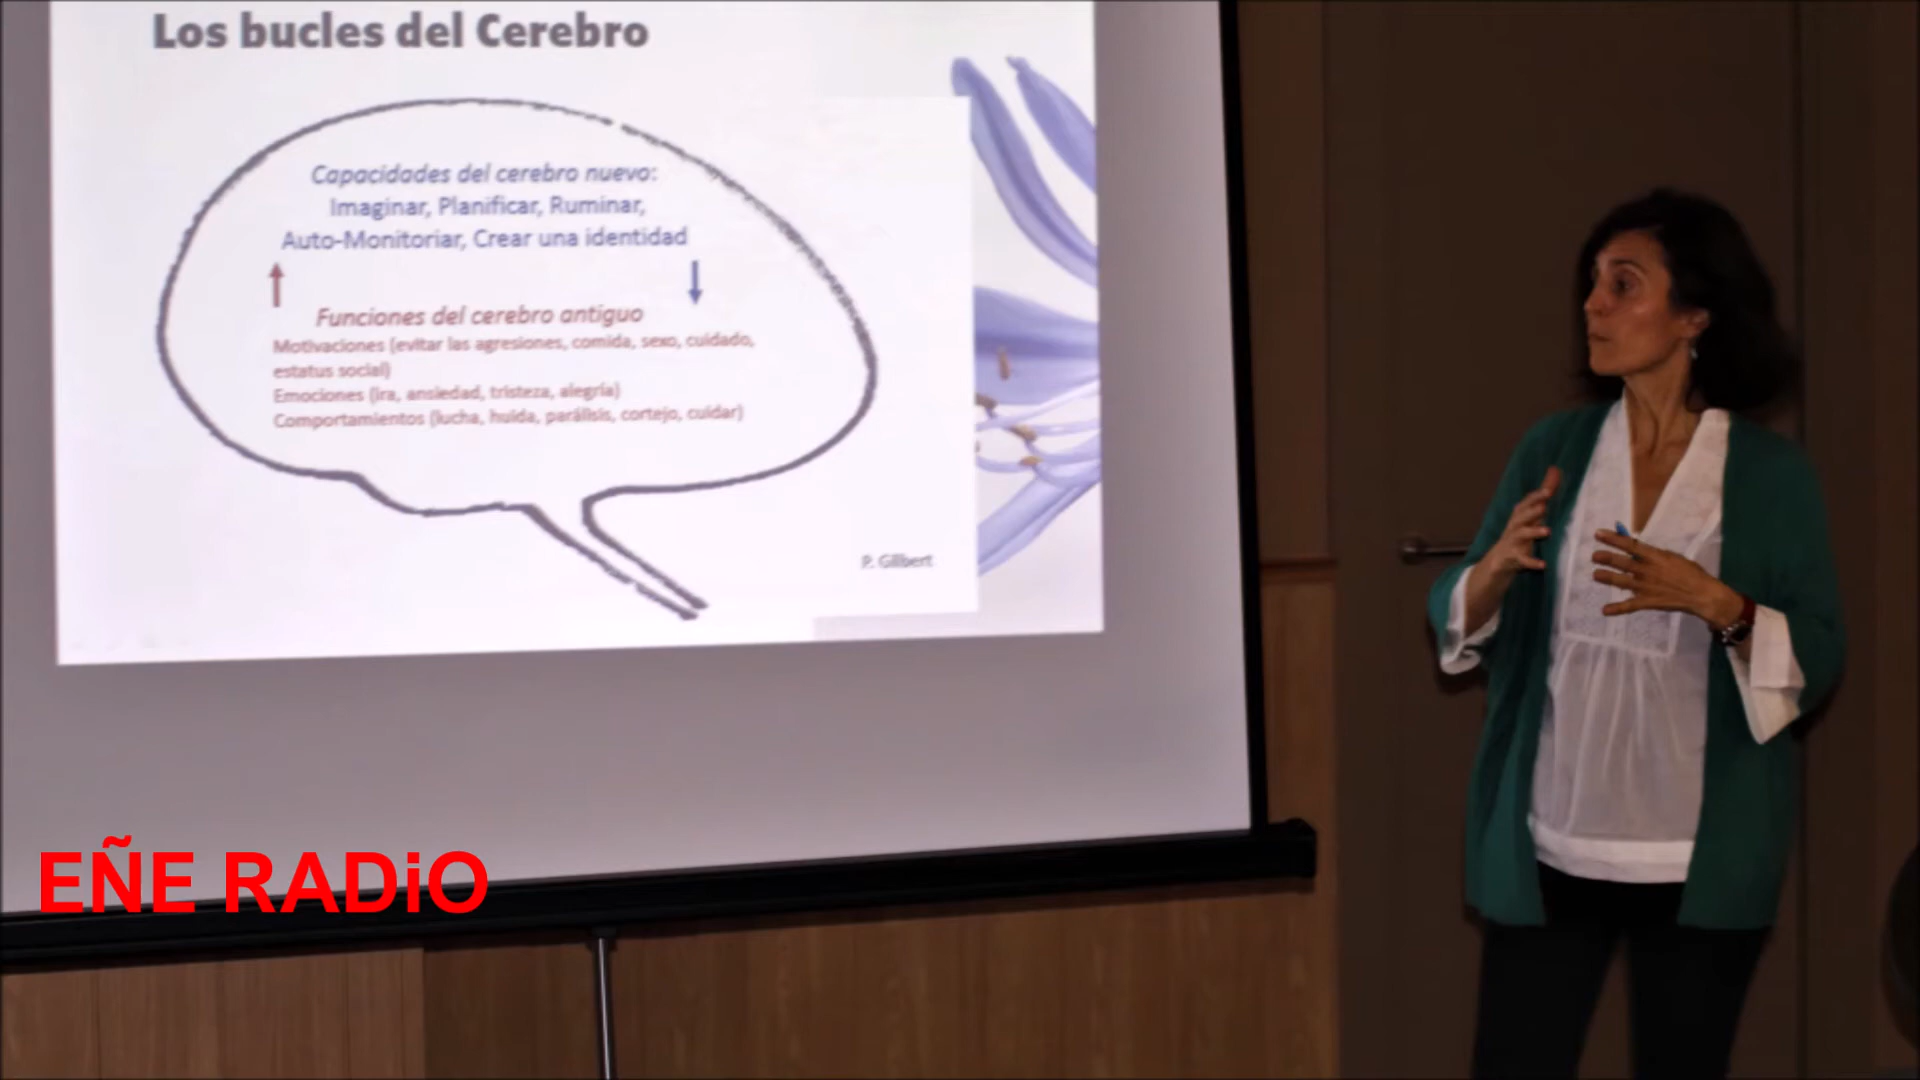 Los bucles del Cerebro
Capacidades del cerebro nuevo:
Imaginar, Planificar, Ruminar,
Auto-Monitoriar, Crear una identidad
Funciones del cerebro antiguo
Motivaciones (evitar las agresiones, comida, sexo, cuidado,
estatus social)
Emociones (ira, ansiedad, tristeza, alegría)
Comportamientos (lucha, huida, parálisis, cortejo, cuidar)
P. Gilbert
EÑE RADiO